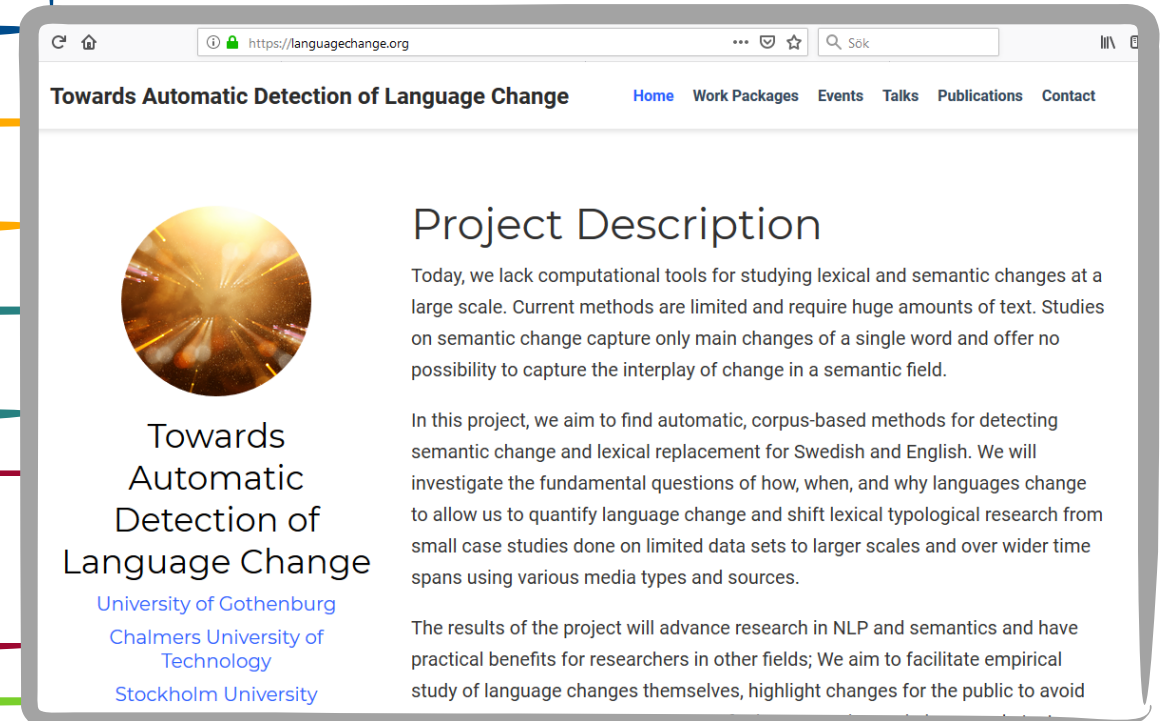 https://languagechange.org
Sök
Towards Automatic Detection of Language Change
Home Work Packages Events Talks Publications Contact
Towards
Automatic
Detection of
Language Change
University of Gothenburg
Chalmers University of
Technology
Stockholm University
Project Description
Today, we lack computational tools for studying lexical and semantic changes at a
large scale. Current methods are limited and require huge amounts of text. Studies
on semantic change capture only main changes of a single word and offer no
possibility to capture the interplay of change in a semantic field.
In this project, we aim to find automatic, corpus-based methods for detecting
semantic change and lexical replacement for Swedish and English. We will
investigate the fundamental questions of how, when, and why languages change
to allow us to quantify language change and shift lexical typological research from
small case studies done on limited data sets to larger scales and over wider time
spans using various media types and sources.
The results of the project will advance research in NLP and semantics and have
practical benefits for researchers in other fields; We aim to facilitate empirical
study of language changes themselves, highlight changes for the public to avoid